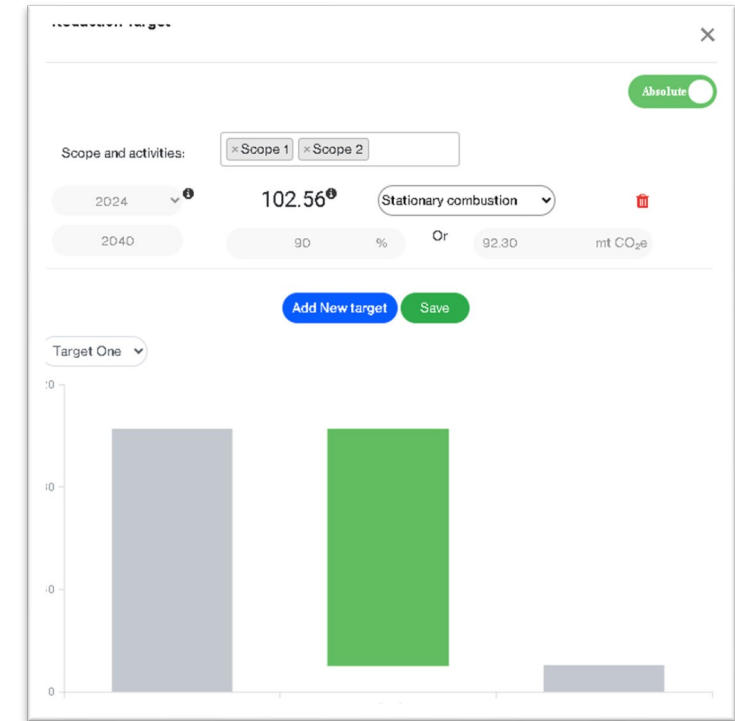 Absolute
Scope and activities: ×Scope 1 ×Scope 2
2024 102.56 Stationary combustion
2040 90 % Or 92.30 mt CO₂e
Add New target Save
Target One
0